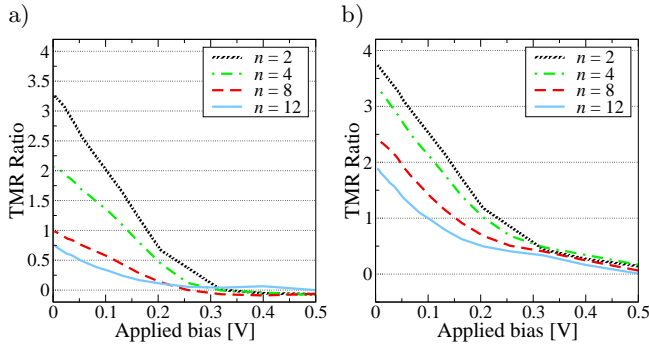 a)
TMR Ratio
4
3.5
3
2.5
2
1.5
1
0.5
0
0 0.1 0.2 0.3 0.4 0.5
Applied bias [V]
n = 2
n = 4
n = 8
n = 12
b)
TMR Ratio
4
3
2
1
0
0 0.1 0.2 0.3 0.4 0.5
Applied bias [V]
n = 2
n = 4
n = 8
n = 12